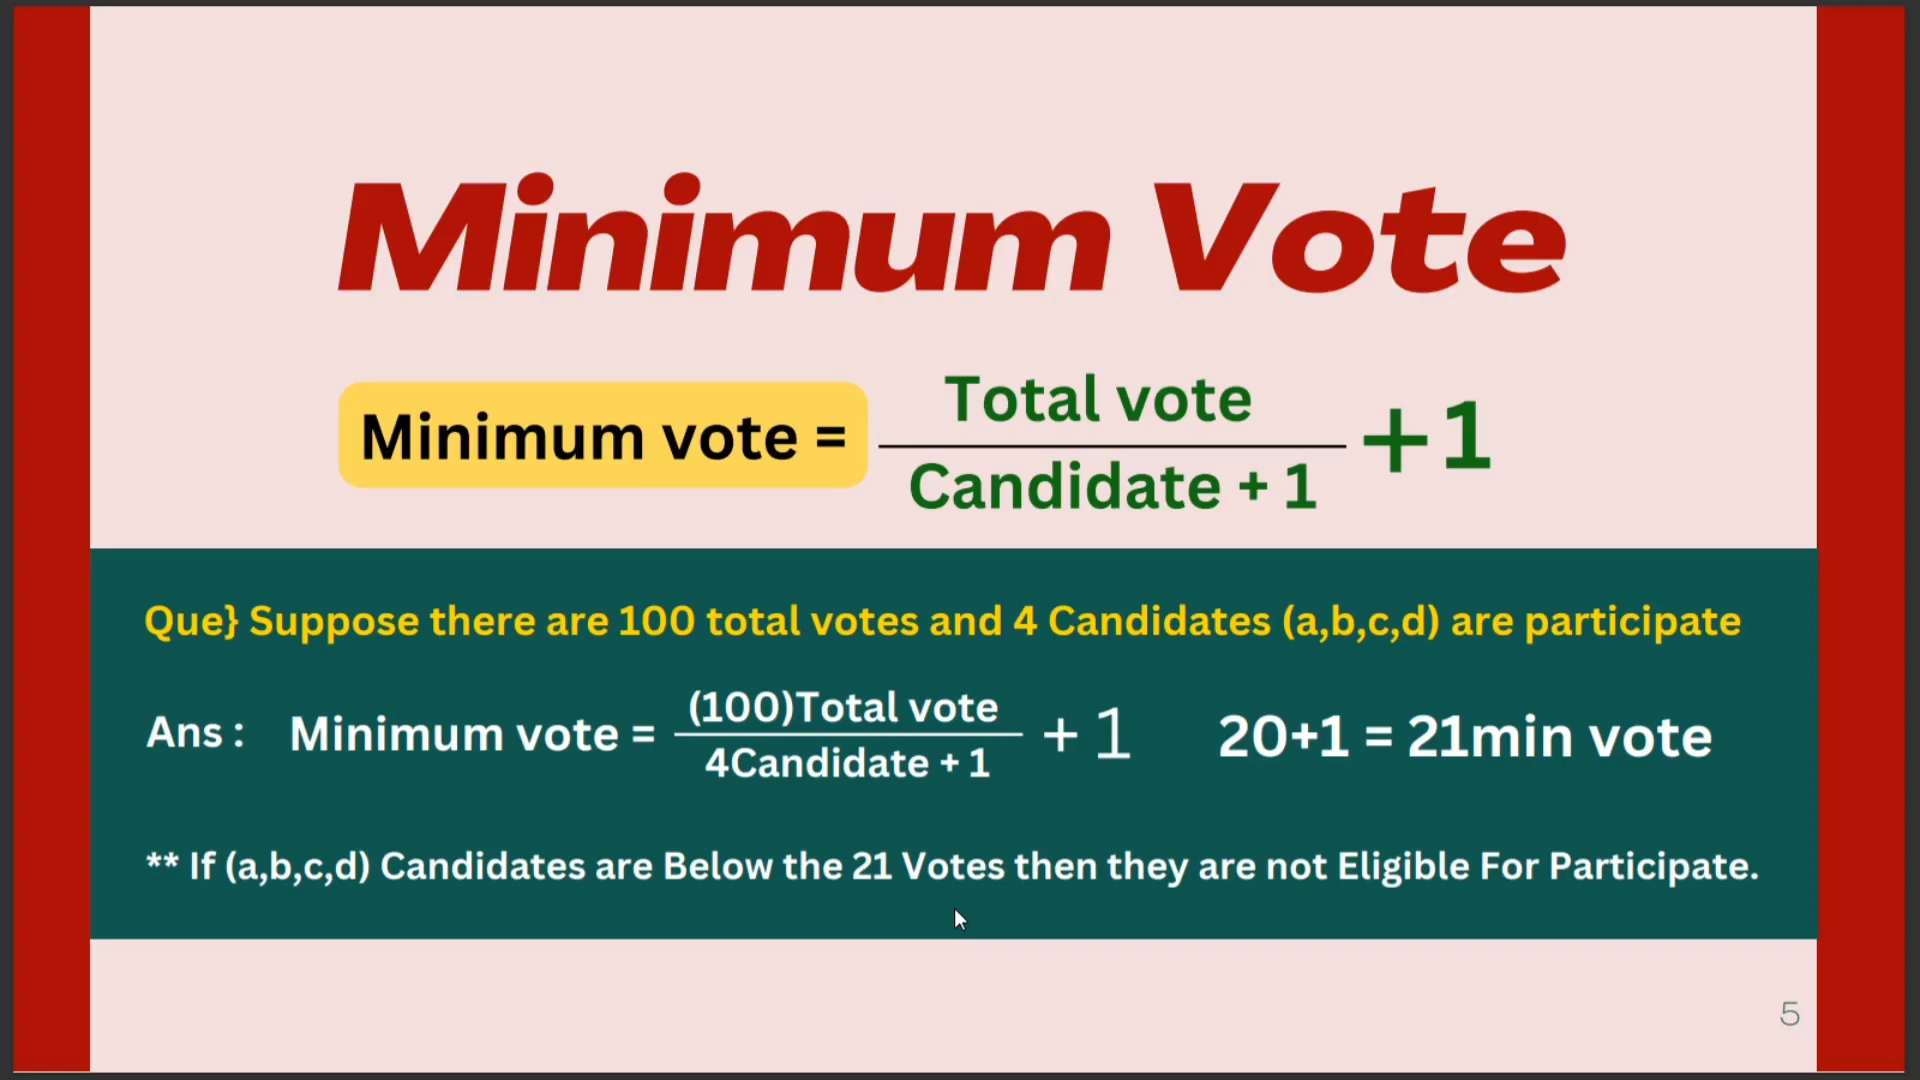 Minimum Vote
Minimum vote = Total vote +1
Candidate + 1
Que} Suppose there are 100 total votes and 4 Candidates (a,b,c,d) are participate
Ans : Minimum vote = (100)Total vote + 1 20+1 = 21min vote
4Candidate + 1
** If (a,b,c,d) Candidates are Below the 21 Votes then they are not Eligible For Participate.
5